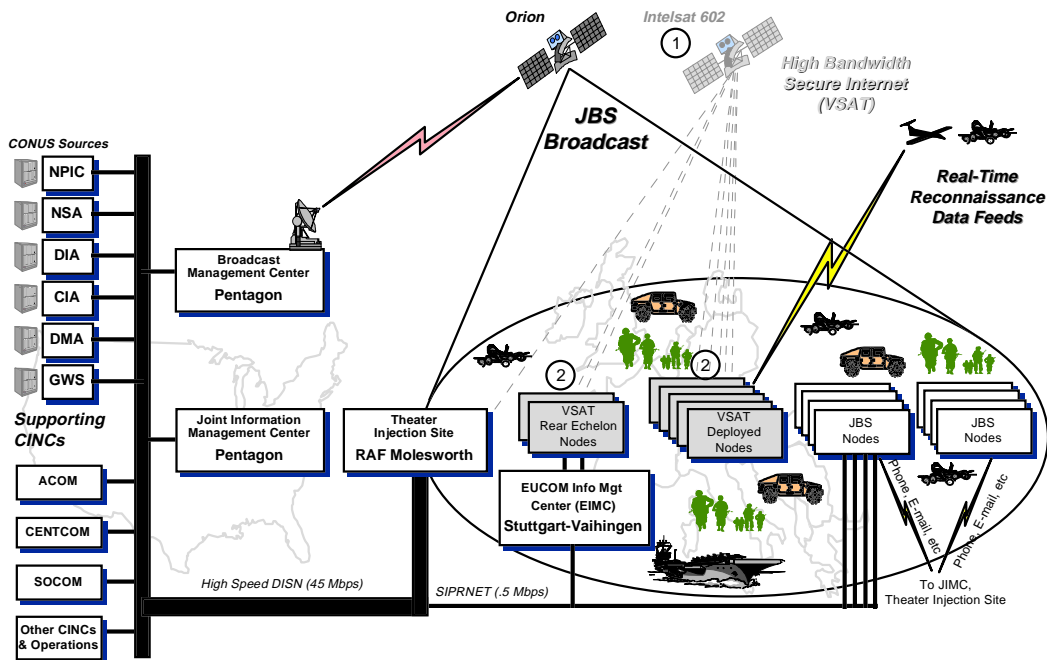 Orion
Intelsat 602
1
High Bandwidth
Secure Internet
(VSAT)
JBS
Broadcast
CONUS Sources
NPIC
NSA
DIA
CIA
DMA
GWS
Real-Time
Reconnaissance
Data Feeds
Broadcast
Management Center
Pentagon
2
2
Supporting
CINCs
Joint Information
Management Center
Pentagon
Theater
Injection Site
RAF Molesworth
VSAT
Rear Echelon
Nodes
VSAT
Deployed
Nodes
JBS
Nodes
JBS
Nodes
ACOM
CENTCOM
SOCOM
Other CINCs
& Operations
EUCOM Info Mgt
Center (EIMC)
Stuttgart-Vaihingen
Phone, E-mail, etc
Phone, E-mail, etc
High Speed DISN (45 Mbps)
SIPRNET (.5 Mbps)
To JIMC,
Theater Injection Site